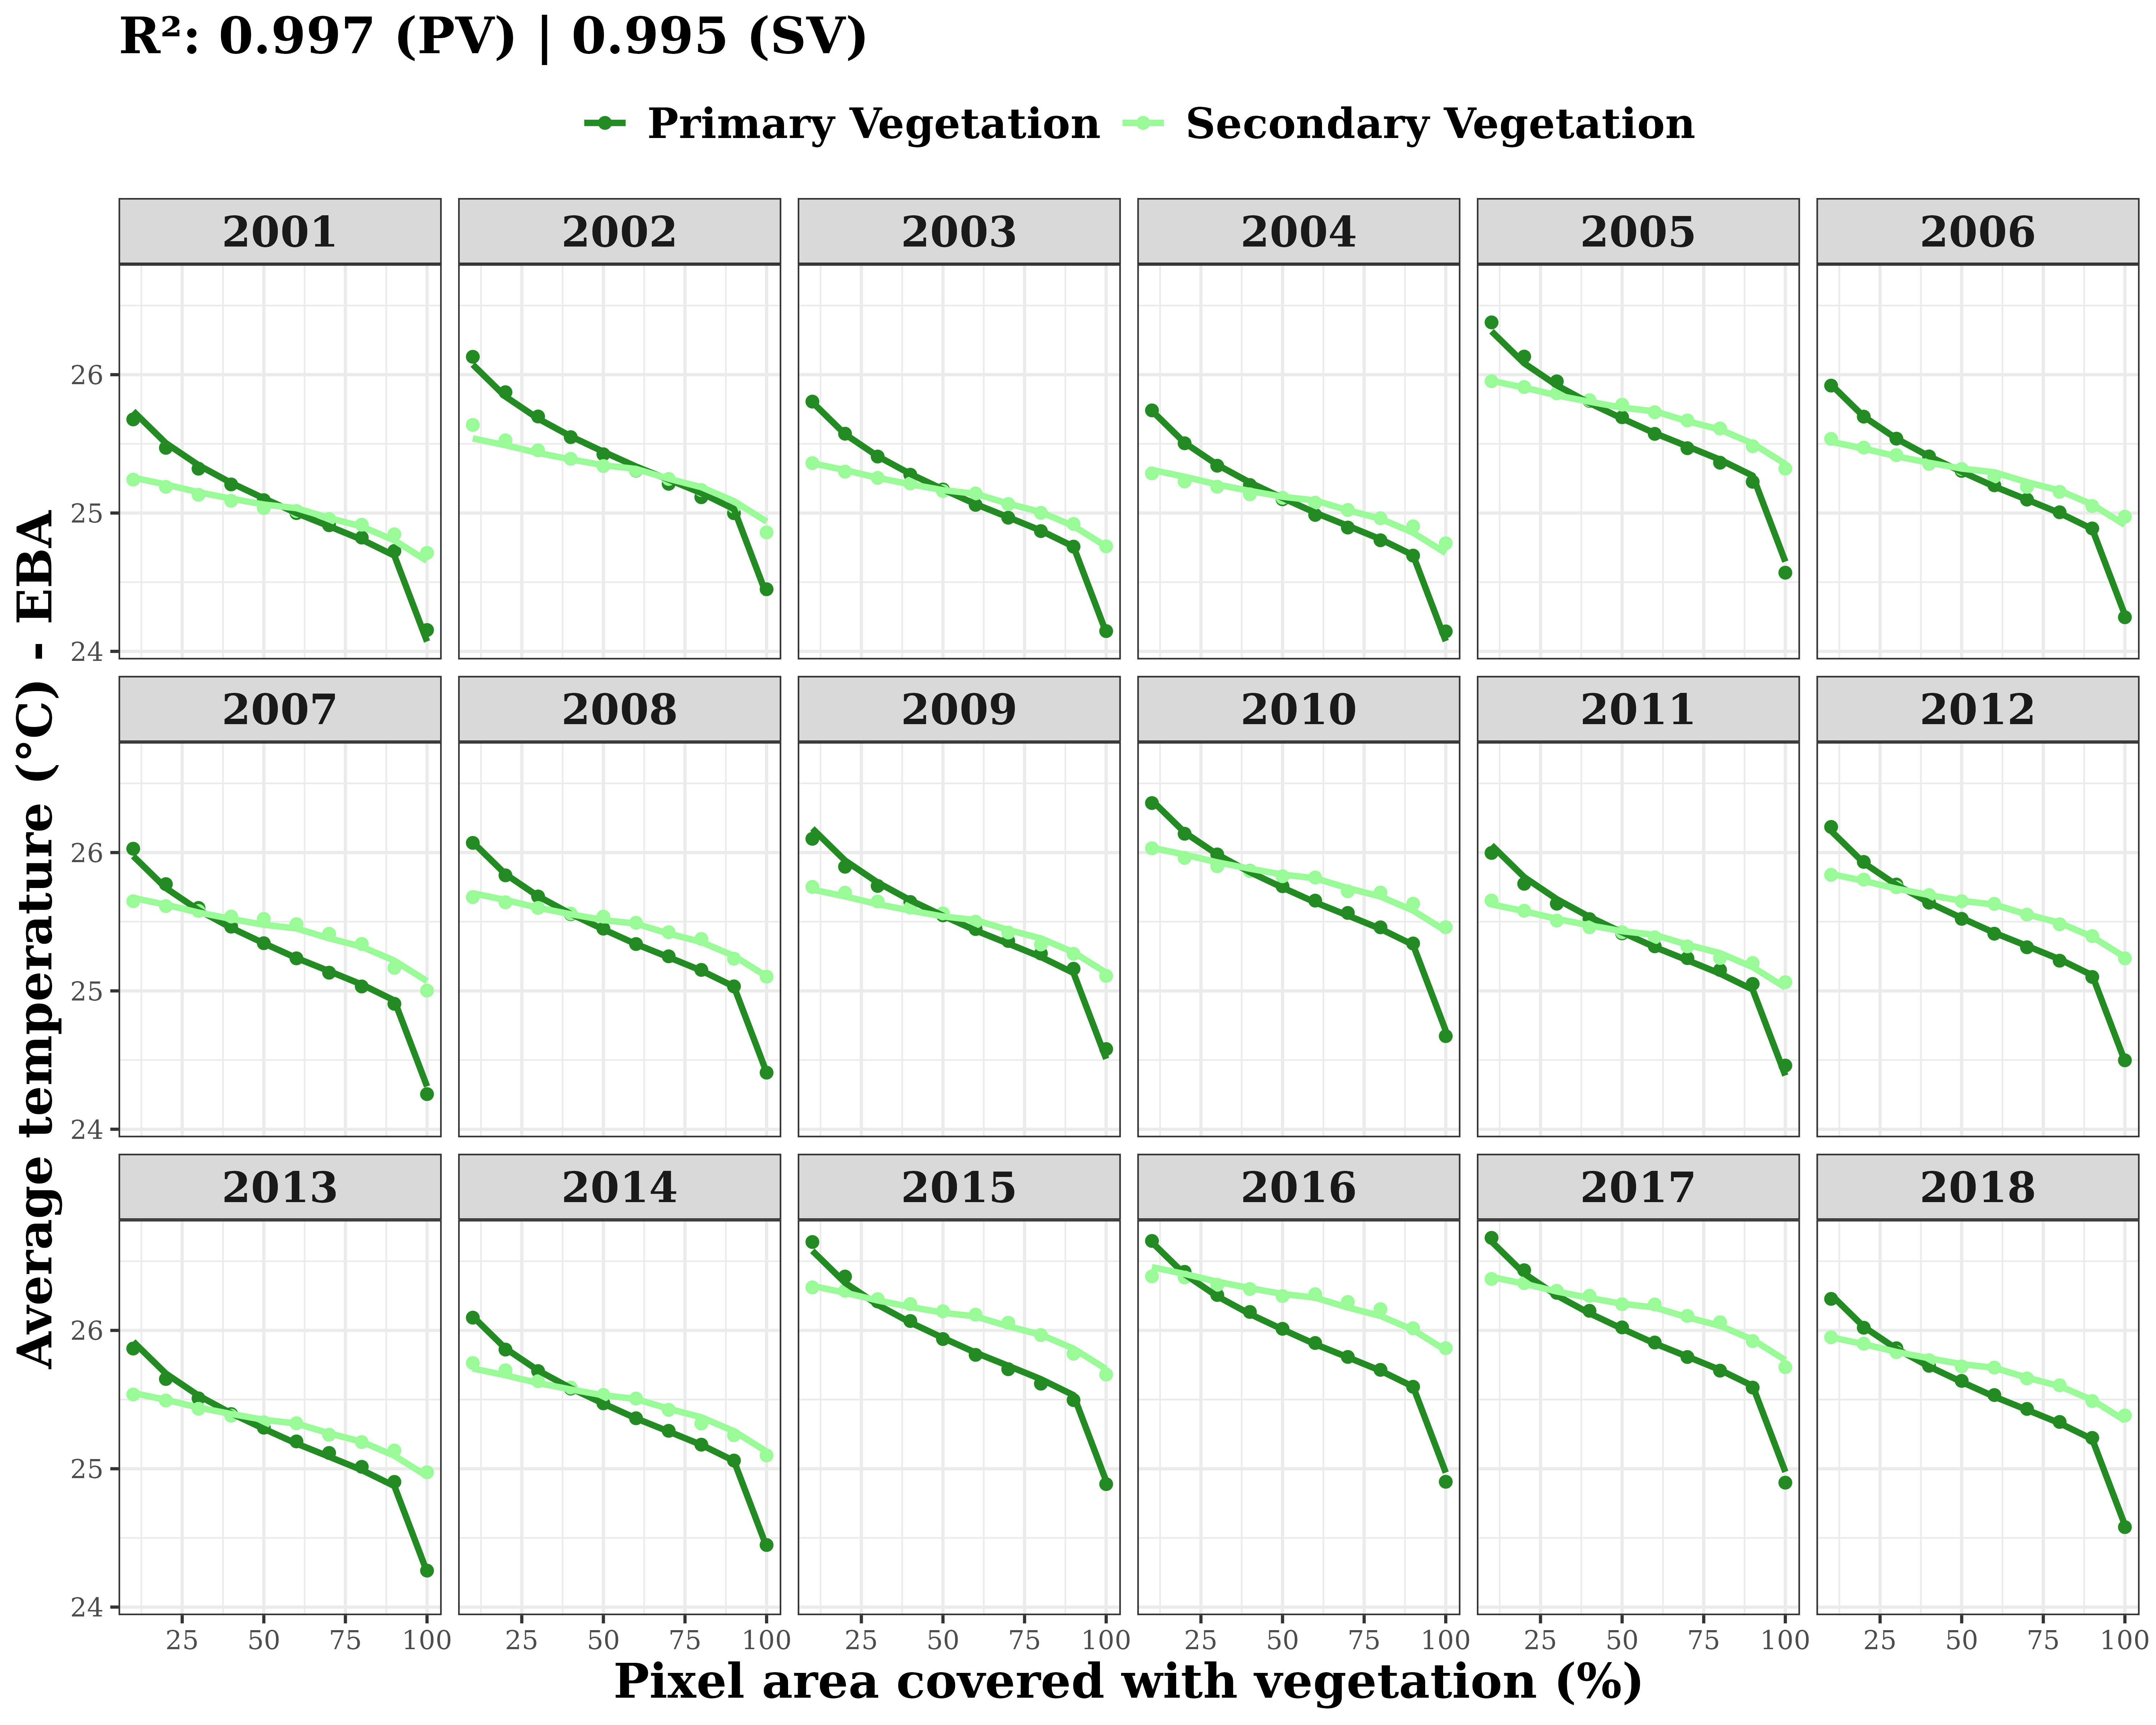 R²: 0.997 (PV) | 0.995 (SV)
Primary Vegetation Secondary Vegetation
Average temperature (°C) - EBA
2001 2002 2003 2004 2005 2006
26
25
24
2007 2008 2009 2010 2011 2012
26
25
24
2013 2014 2015 2016 2017 2018
26
25
24
25 50 75 100 25 50 75 100 25 50 75 100 25 50 75 100 25 50 75 100 25 50 75 100
Pixel area covered with vegetation (%)